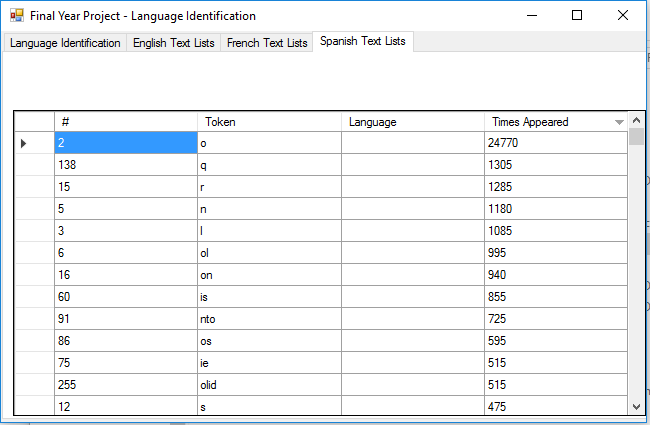 Final Year Project - Language Identification
Language Identification English Text Lists French Text Lists Spanish Text Lists
# Token Language Times Appeared
2 o 24770
138 q 1305
15 r 1285
5 n 1180
3 l 1085
6 ol 995
16 on 940
60 is 855
91 nto 725
86 os 595
75 ie 515
255 olid 515
12 s 475